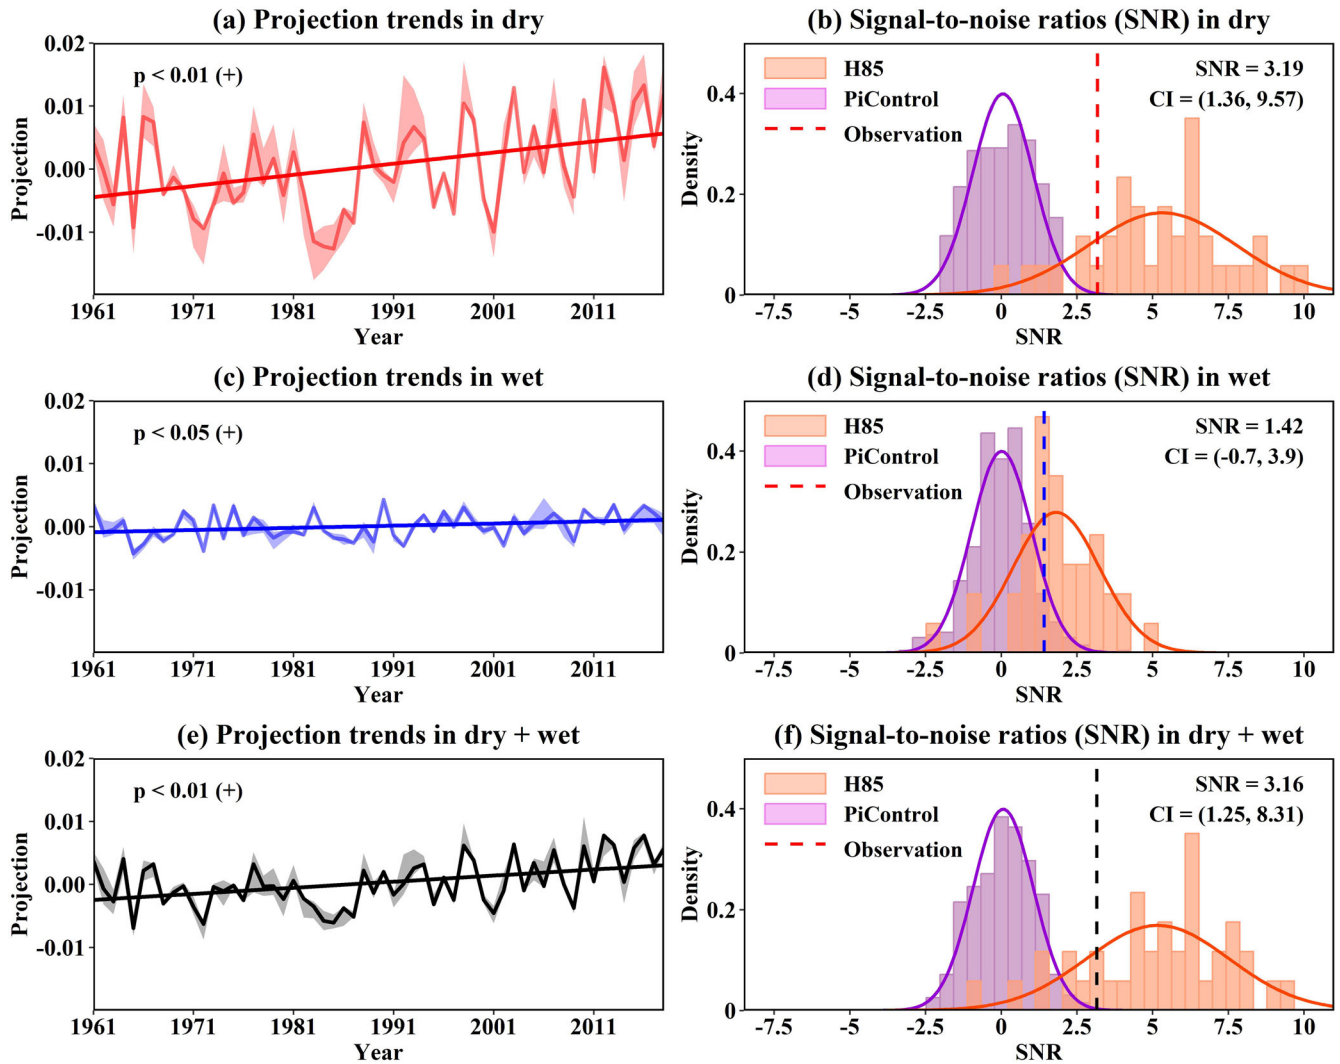 (a) Projection trends in dry
0.02
0.01
0.00
-0.01
Projection
p < 0.01 (+)
1961 1971 1981 1991 2001 2011
Year
(b) Signal-to-noise ratios (SNR) in dry
0.4
0.2
0
Density
H85
PiControl
Observation
SNR = 3.19
CI = (1.36, 9.57)
-7.5 -5 -2.5 0 2.5 5 7.5 10
SNR
(c) Projection trends in wet
0.02
0.01
0.00
-0.01
Projection
p < 0.05 (+)
1961 1971 1981 1991 2001 2011
Year
(d) Signal-to-noise ratios (SNR) in wet
0.4
0.2
0
Density
H85
PiControl
Observation
SNR = 1.42
CI = (-0.7, 3.9)
-7.5 -5 -2.5 0 2.5 5 7.5 10
SNR
(e) Projection trends in dry + wet
0.02
0.01
0.00
-0.01
Projection
p < 0.01 (+)
1961 1971 1981 1991 2001 2011
Year
(f) Signal-to-noise ratios (SNR) in dry + wet
0.4
0.2
0
Density
H85
PiControl
Observation
SNR = 3.16
CI = (1.25, 8.31)
-7.5 -5 -2.5 0 2.5 5 7.5 10
SNR